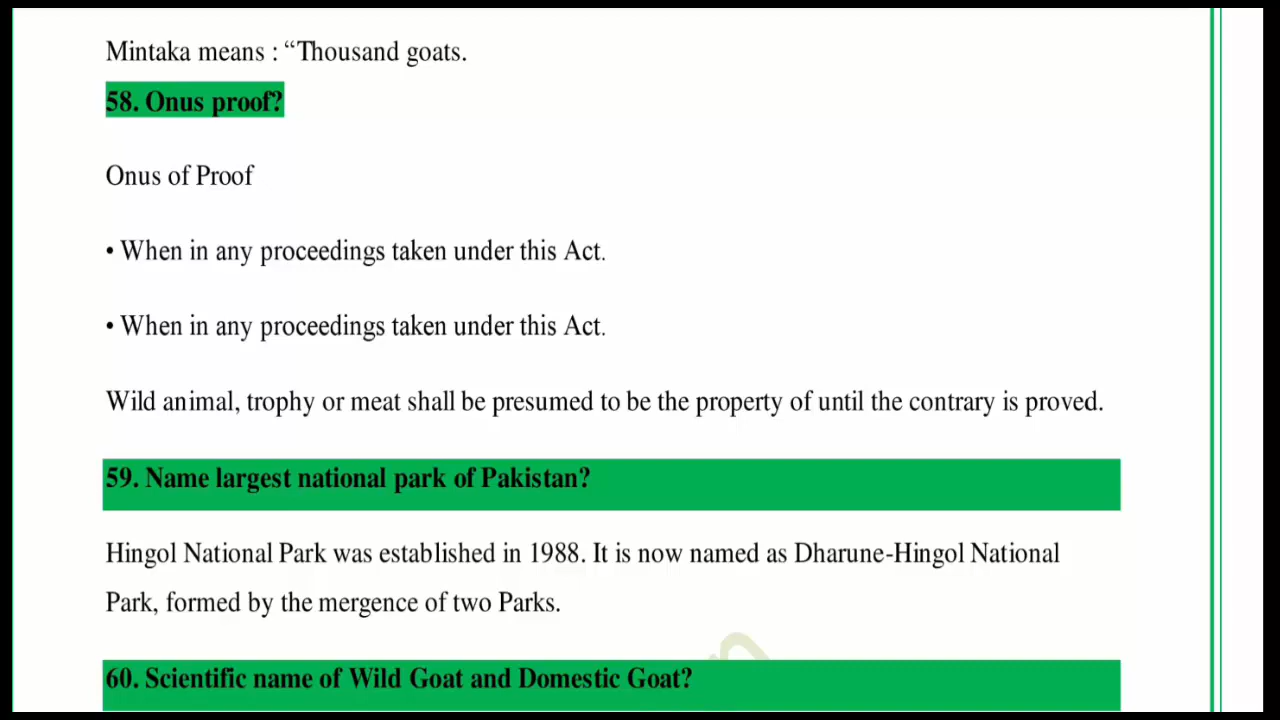 Mintaka means : “Thousand goats.
58. Onus proof?
Onus of Proof
• When in any proceedings taken under this Act.
• When in any proceedings taken under this Act.
Wild animal, trophy or meat shall be presumed to be the property of until the contrary is proved.
59. Name largest national park of Pakistan?
Hingol National Park was established in 1988. It is now named as Dharune-Hingol National
Park, formed by the mergence of two Parks.
60. Scientific name of Wild Goat and Domestic Goat?